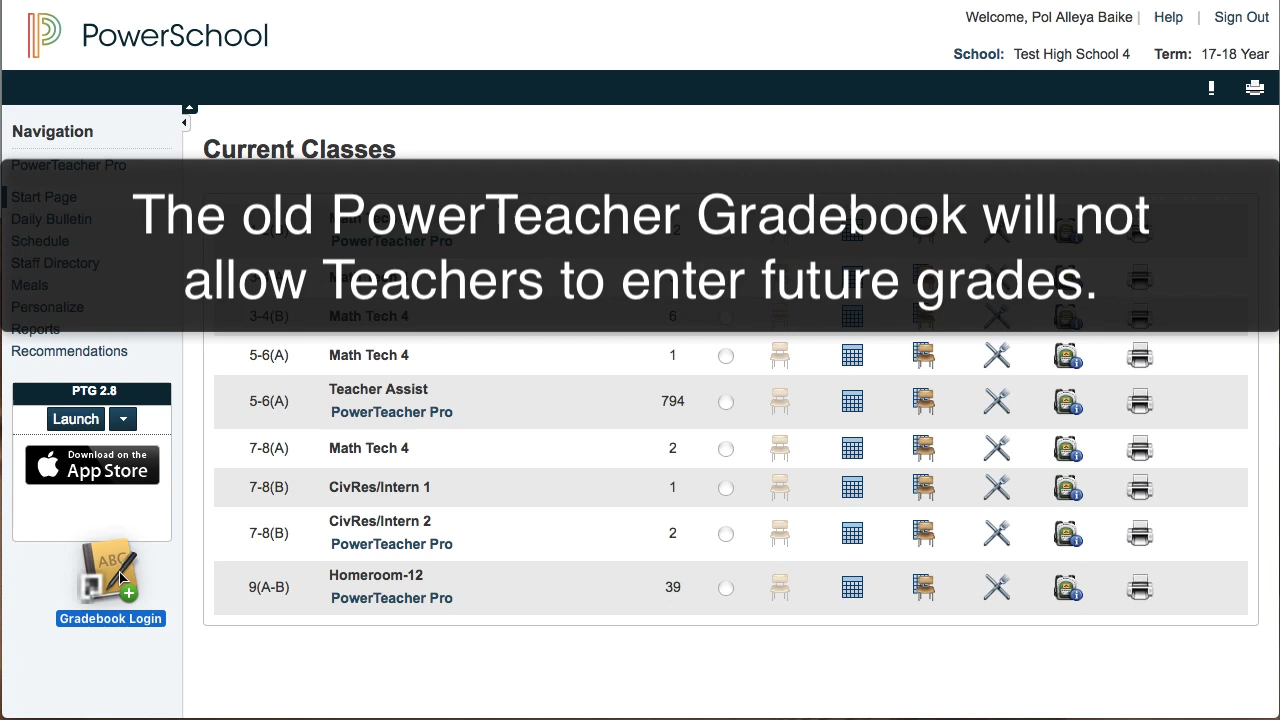 PowerSchool
Welcome, Pol Alleya Baike | Help | Sign Out
School: Test High School 4 Term: 17-18 Year
Navigation
PowerTeacher Pro
Start Page
Daily Bulletin
Schedule
Staff Directory
Meals
Personalize
Reports
Recommendations
PTG 2.8
Launch
Download on the
App Store
ABC
Gradebook Login
Current Classes
The old PowerTeacher Gradebook will not
allow Teachers to enter future grades.
PowerTeacher Pro
3-4(B) Math Tech 4 6
5-6(A) Math Tech 4 1
5-6(A) Teacher Assist 794
PowerTeacher Pro
7-8(A) Math Tech 4 2
7-8(B) CivRes/Intern 1 1
7-8(B) CivRes/Intern 2 2
PowerTeacher Pro
9(A-B) Homeroom-12 39
PowerTeacher Pro